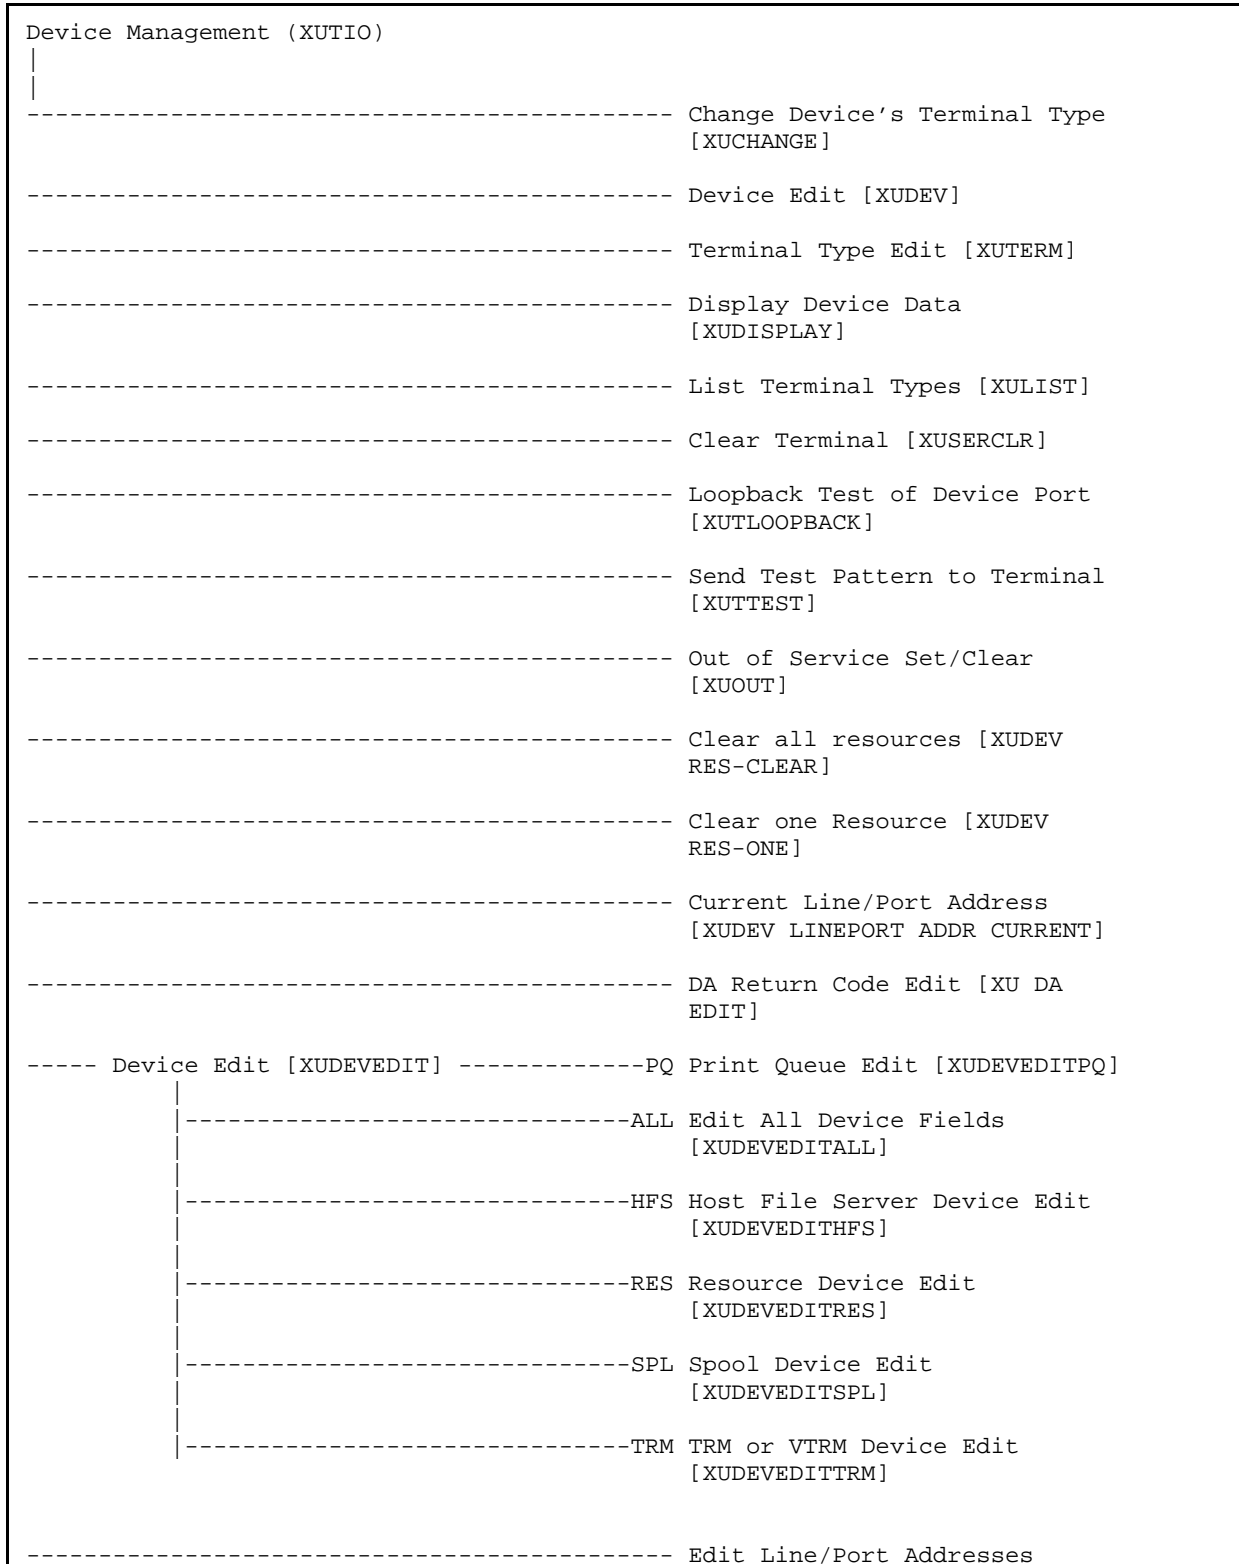 Device Management (XUTIO)
|
|
--------------------------------------------- Change Device’s Terminal Type
[XUCHANGE]
--------------------------------------------- Device Edit [XUDEV]
--------------------------------------------- Terminal Type Edit [XUTERM]
--------------------------------------------- Display Device Data
[XUDISPLAY]
--------------------------------------------- List Terminal Types [XULIST]
--------------------------------------------- Clear Terminal [XUSERCLR]
--------------------------------------------- Loopback Test of Device Port
[XUTLOOPBACK]
--------------------------------------------- Send Test Pattern to Terminal
[XUTTEST]
--------------------------------------------- Out of Service Set/Clear
[XUOUT]
--------------------------------------------- Clear all resources [XUDEV
RES-CLEAR]
--------------------------------------------- Clear one Resource [XUDEV
RES-ONE]
--------------------------------------------- Current Line/Port Address
[XUDEV LINEPORT ADDR CURRENT]
--------------------------------------------- DA Return Code Edit [XU DA
EDIT]
----- Device Edit [XUDEVEDIT] -------------PQ Print Queue Edit [XUDEVEDITPQ]
|
|-------------------------------ALL Edit All Device Fields
| [XUDEVEDITALL]
|
|-------------------------------HFS Host File Server Device Edit
| [XUDEVEDITHFS]
|
|-------------------------------RES Resource Device Edit
| [XUDEVEDITRES]
|
|-------------------------------SPL Spool Device Edit
| [XUDEVEDITSPL]
|
|-------------------------------TRM TRM or VTRM Device Edit
[XUDEVEDITTRM]
--------------------------------------------- Edit Line/Port Addresses